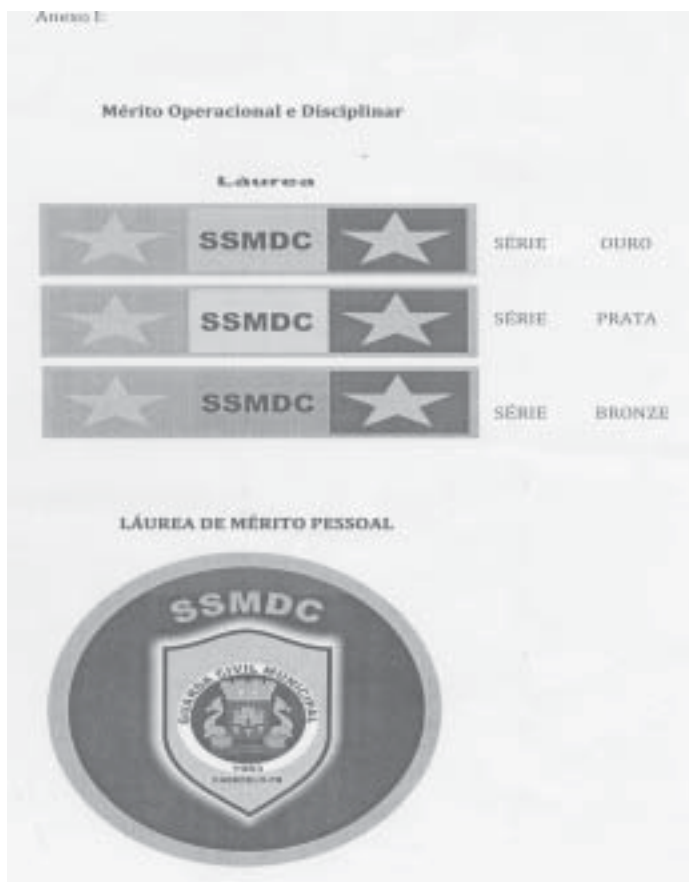 Anexo I:
Mérito Operacional e Disciplinar
Láurea
SSMDC SÉRIE OURO
SSMDC SÉRIE PRATA
SSMDC SÉRIE BRONZE
LÁUREA DE MÉRITO PESSOAL
SSMDC
GUARDA CIVIL MUNICIPAL